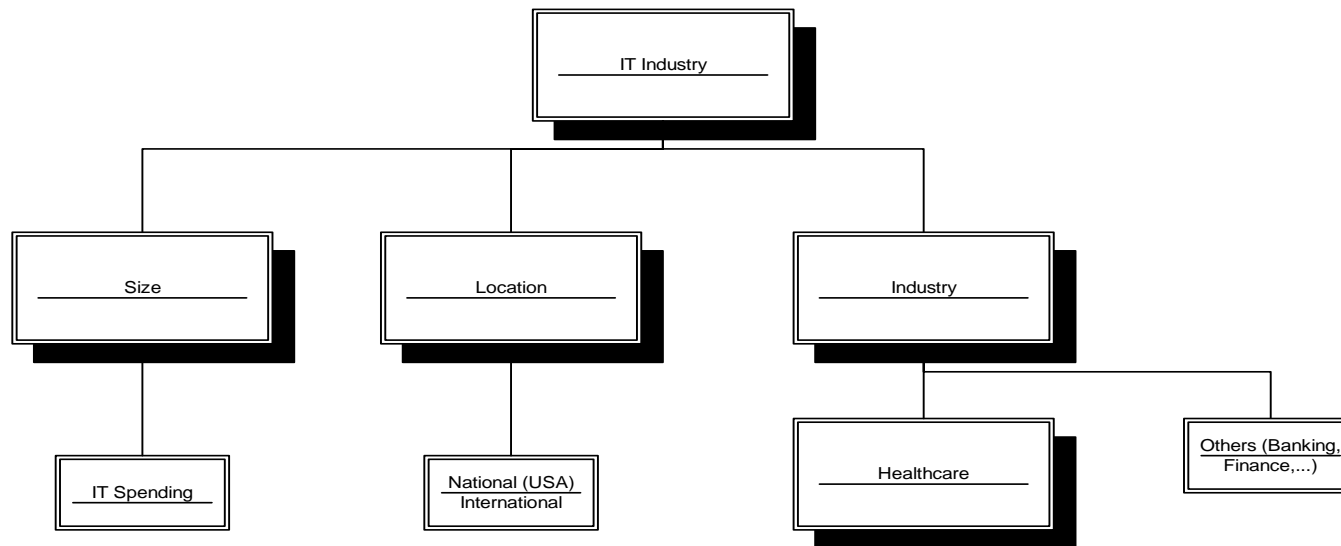 IT Industry
Size
Location
Industry
IT Spending
National (USA)
International
Healthcare
Others (Banking,
Finance,...)